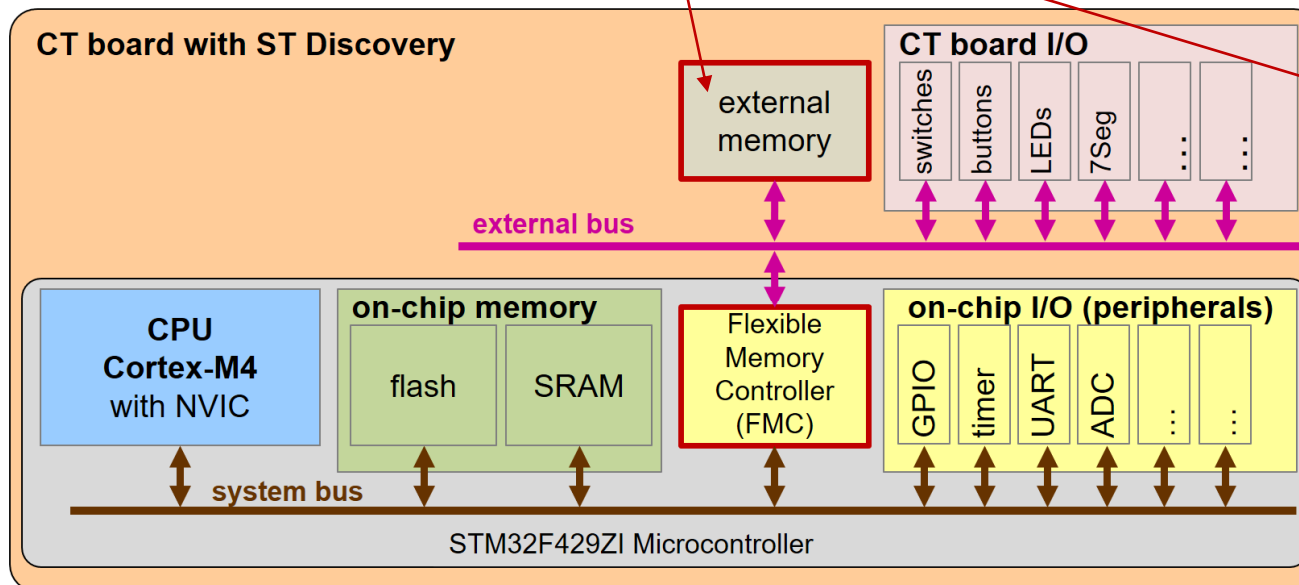 CT board with ST Discovery
external
memory
CT board I/O
switches
buttons
LEDs
7Seg
...
...
external bus
CPU
Cortex-M4
with NVIC
on-chip memory
flash
SRAM
Flexible
Memory
Controller
(FMC)
on-chip I/O (peripherals)
GPIO
timer
UART
ADC
...
...
system bus
STM32F429ZI Microcontroller